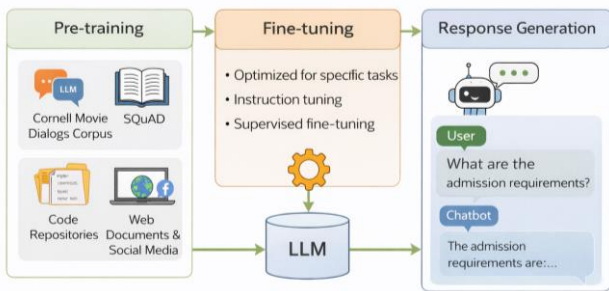 Pre-training
LLM
Cornell Movie
Dialogs Corpus
SQuAD
Code
Repositories
Web
Documents &
Social Media
Fine-tuning
• Optimized for specific tasks
• Instruction tuning
• Supervised fine-tuning
LLM
Response Generation
User
What are the
admission requirements?
Chatbot
The admission
requirements are:...